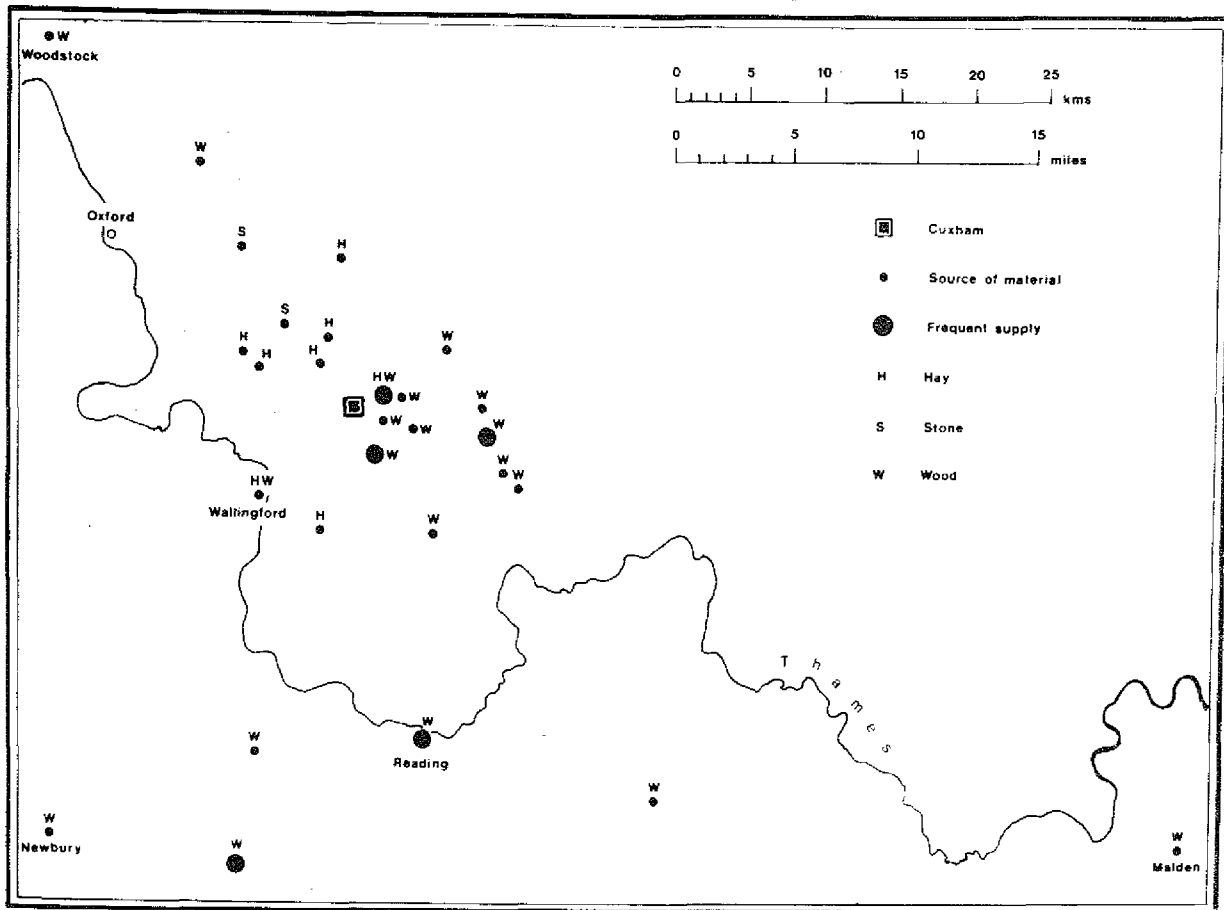 W
Woodstock
0 5 10 15 20 25
kms
0 5 10 15
miles
W
Oxford
S
H
Cuxham
Source of material
Frequent supply
H Hay
S Stone
W Wood
S
H
H
H
H
W
HW
W
W
W
W
W
W
W
W
HW
Wallingford
H
W
Thames
W
Reading
W
W
W
Newbury
W
W
Malden